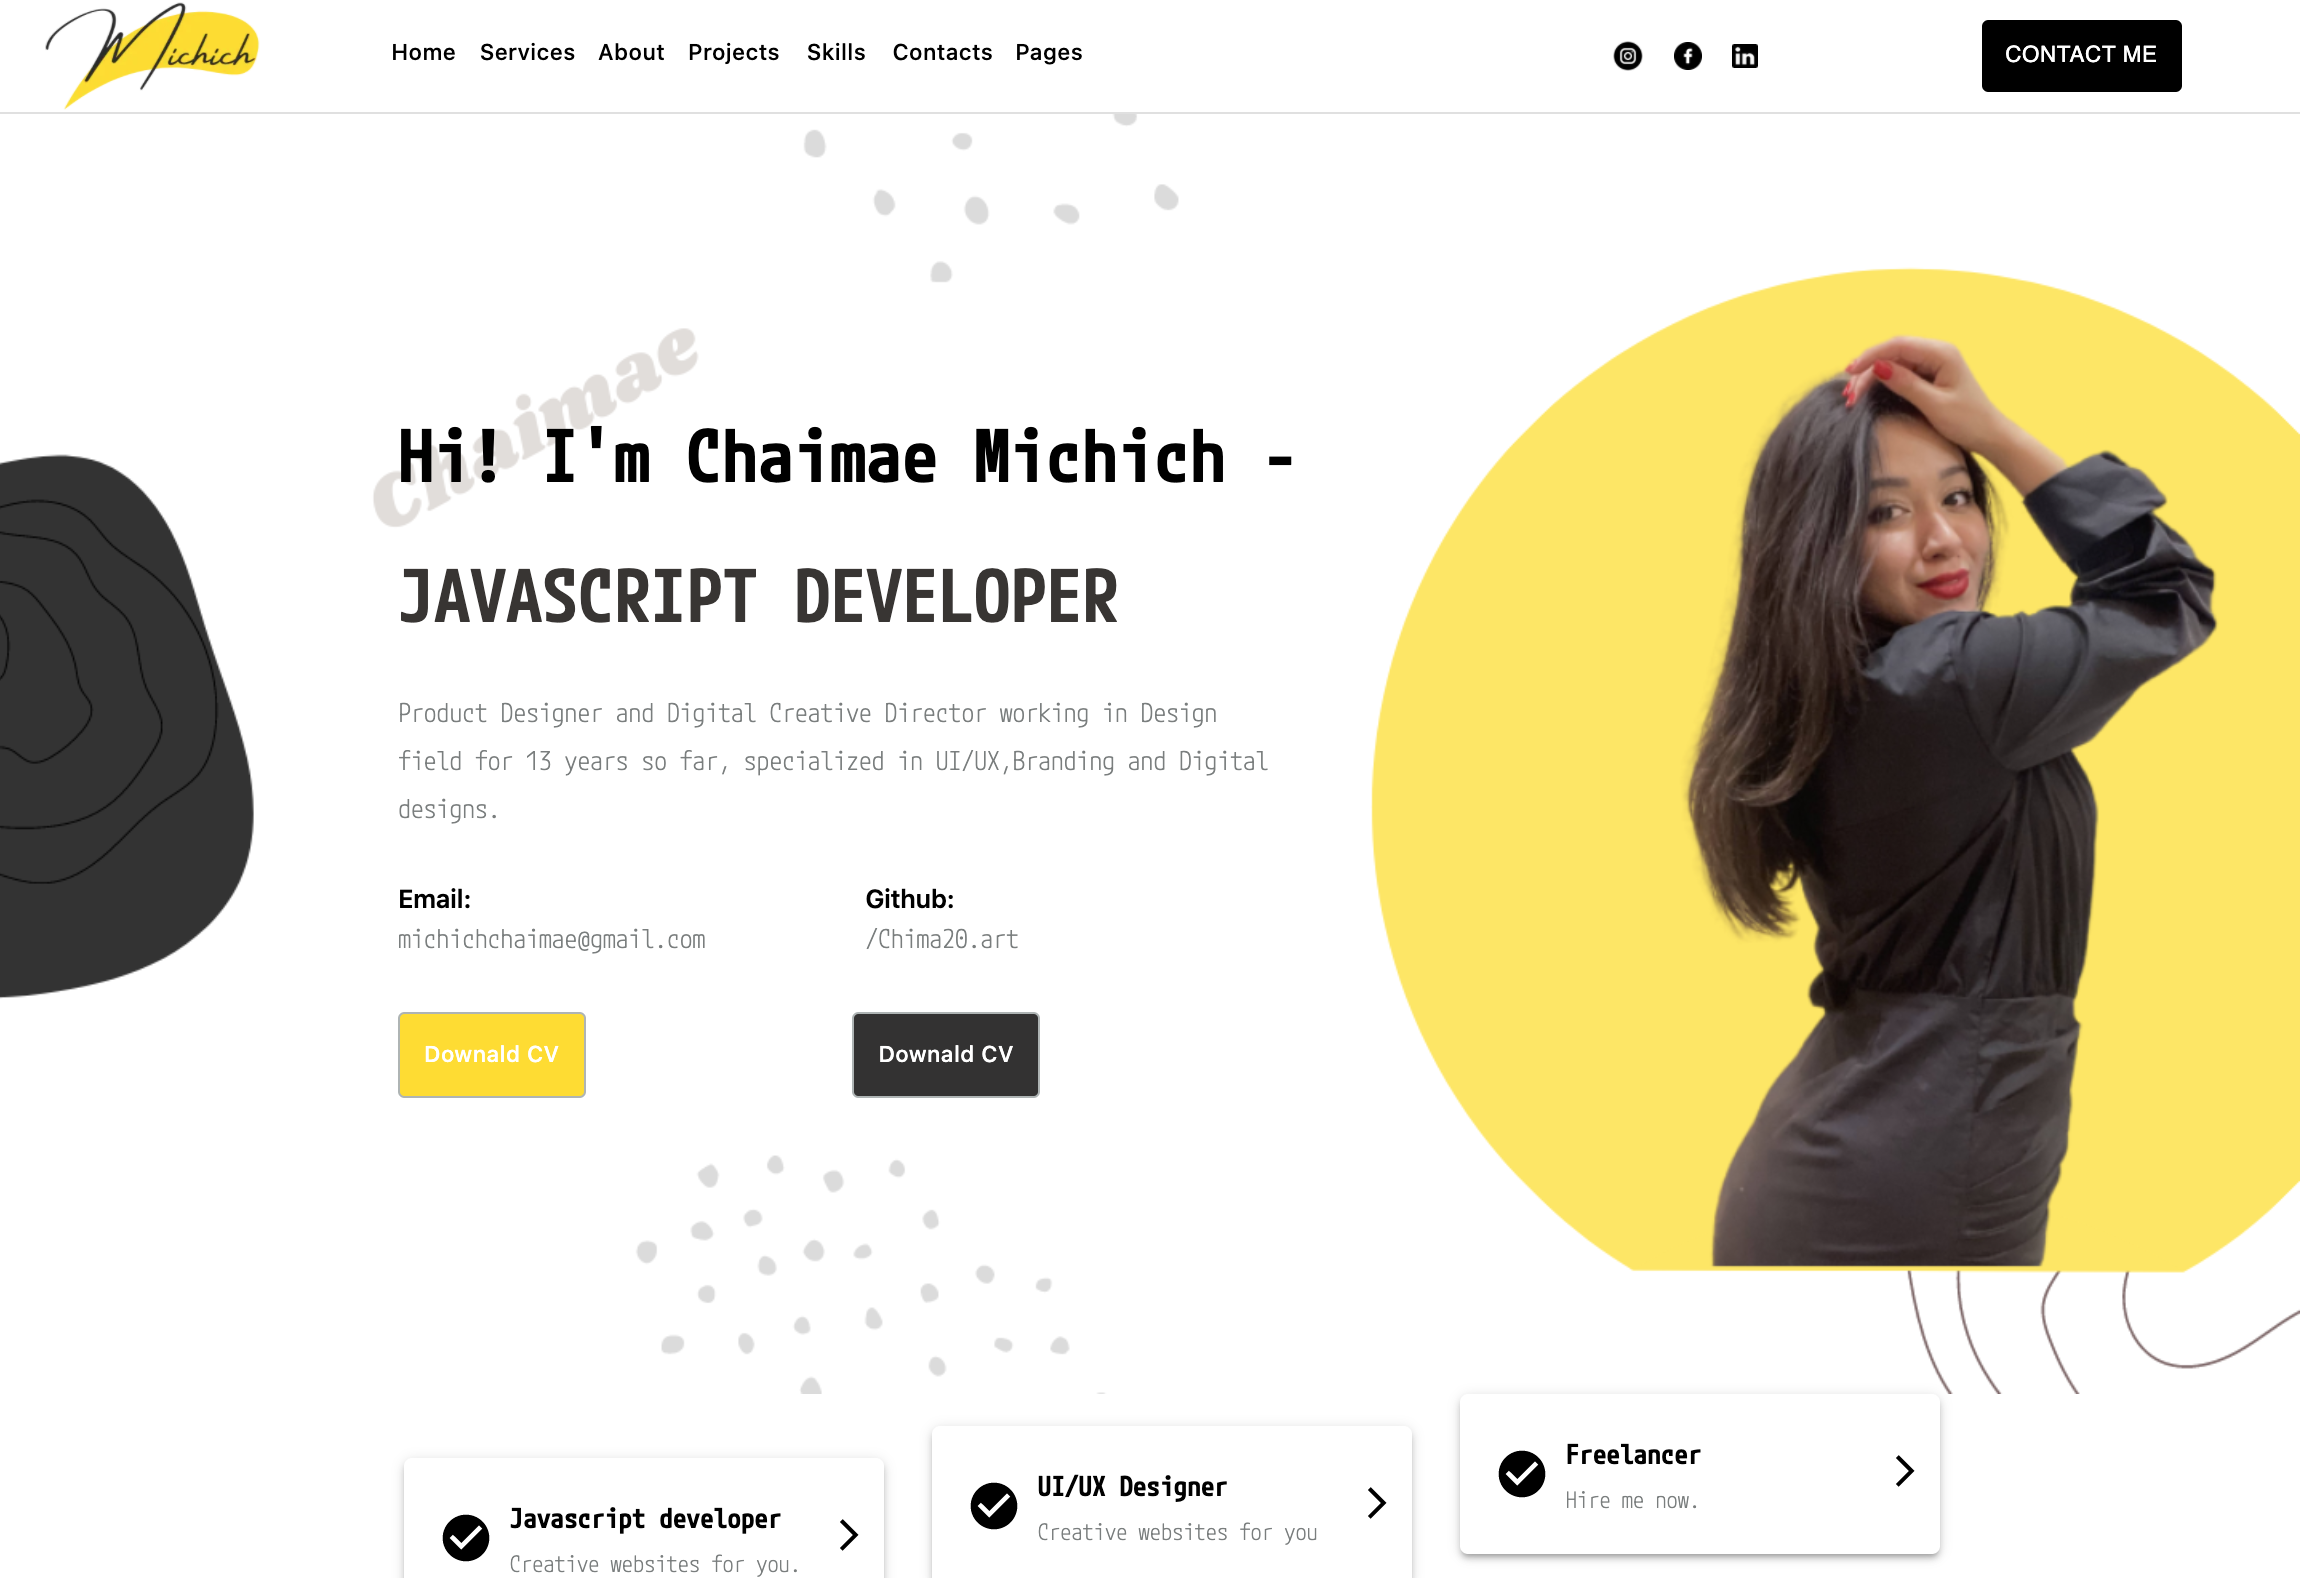 Michich
Home Services About Projects Skills Contacts Pages
CONTACT ME
Chaimae
Hi! I'm Chaimae Michich -
JAVASCRIPT DEVELOPER
Product Designer and Digital Creative Director working in Design
field for 13 years so far, specialized in UI/UX,Branding and Digital
designs.
Email:
michichchaimae@gmail.com
Github:
/Chima20.art
Downald CV
Downald CV
Javascript developer
Creative websites for you.
UI/UX Designer
Creative websites for you
Freelancer
Hire me now.